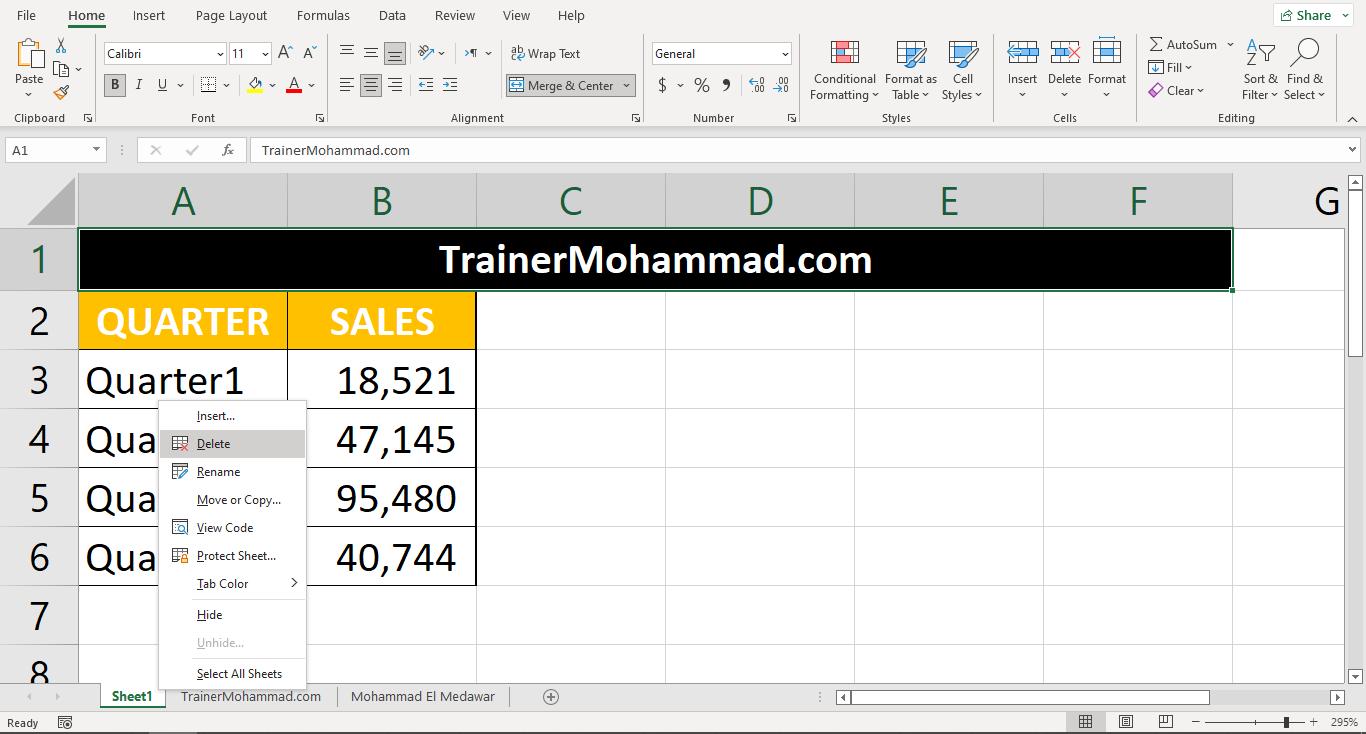 File Home Insert Page Layout Formulas Data Review View Help Share
Calibri 11 A A ab Wrap Text General $ % 9 AutoSum Fill Clear
Paste B I U A Merge & Center Conditional Formatting Format as Table Cell Styles Insert Delete Format Sort & Filter Find & Select
Clipboard Font Alignment Number Styles Cells Editing
A1 fx TrainerMohammad.com
A B C D E F G
1 TrainerMohammad.com
2 QUARTER SALES
3 Quarter1 18,521
4 Qua 47,145
5 Qua 95,480
6 Qua 40,744
7
8
Insert...
Delete
Rename
Move or Copy...
View Code
Protect Sheet...
Tab Color
Hide
Unhide...
Select All Sheets
Sheet1 TrainerMohammad.com Mohammad El Medawar
Ready 295%